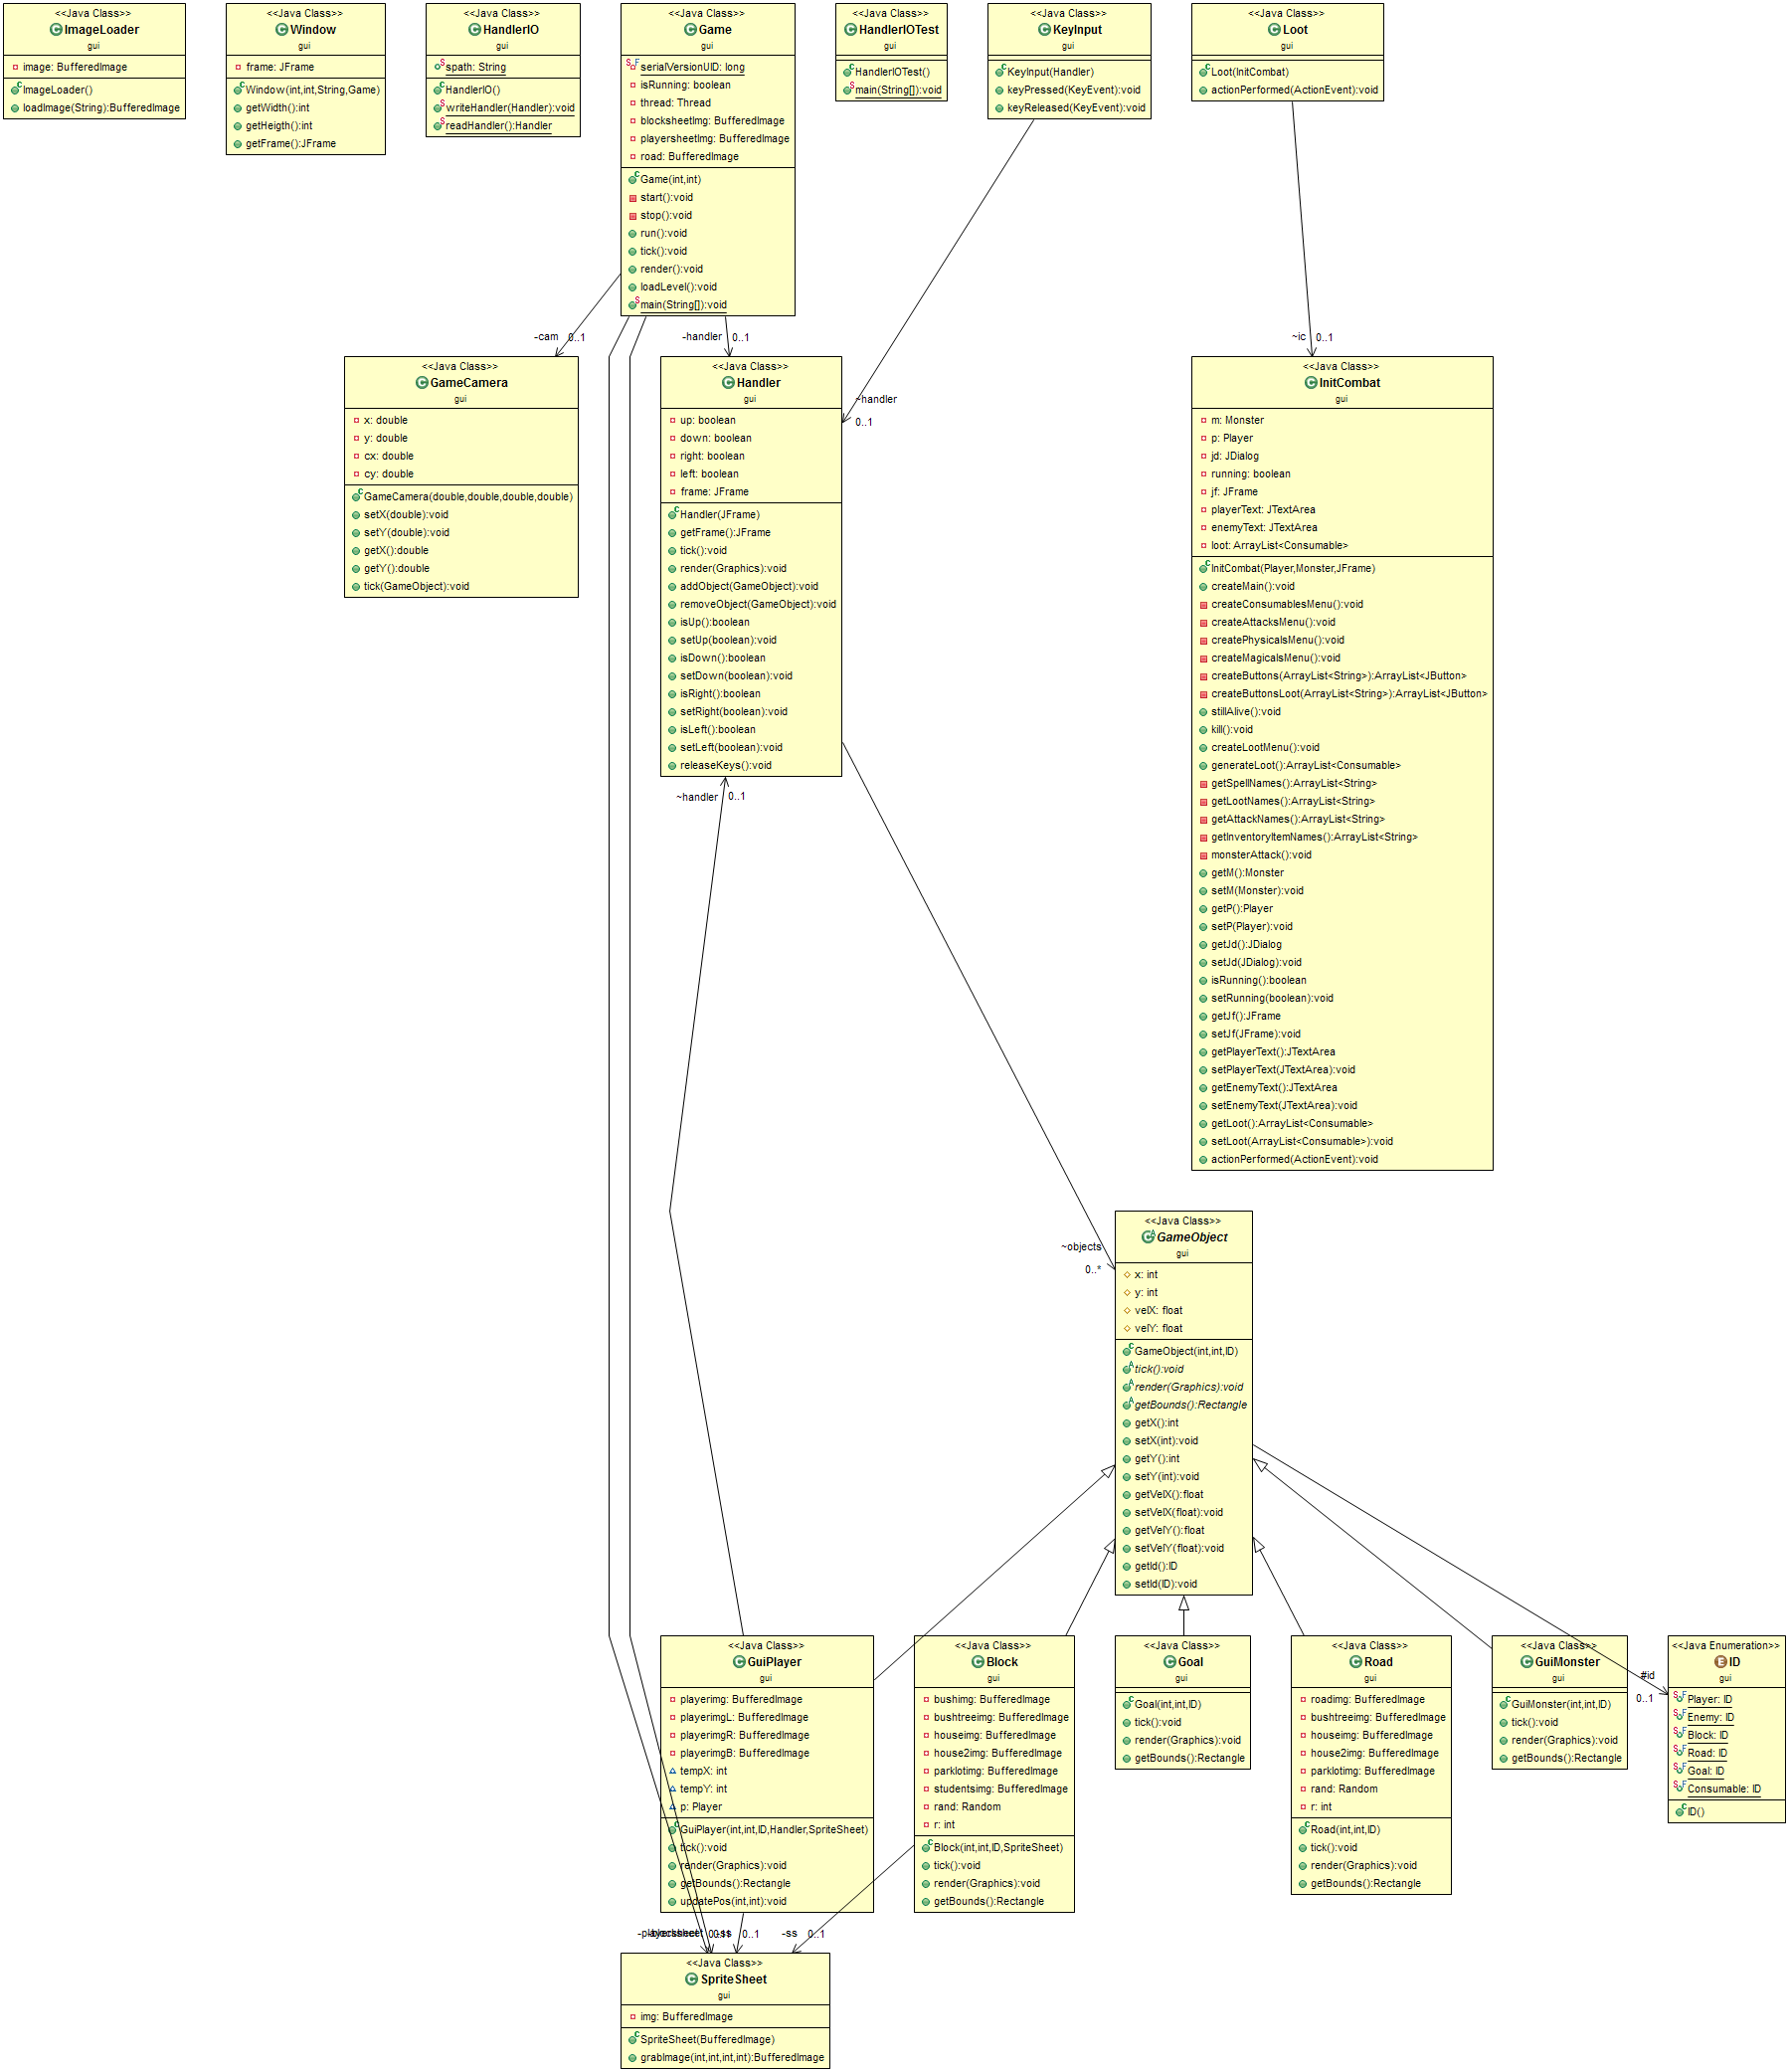 <<Java Class>>
ImageLoader
gui
image: BufferedImage
ImageLoader()
loadImage(String):BufferedImage
<<Java Class>>
Window
gui
frame: JFrame
Window(int,int,String,Game)
getWidth():int
getHeigth():int
getFrame():JFrame
<<Java Class>>
HandlerIO
gui
spath: String
HandlerIO()
writeHandler(Handler):void
readHandler():Handler
<<Java Class>>
Game
gui
serialVersionUID: long
isRunning: boolean
thread: Thread
blocksheetImg: BufferedImage
playersheetImg: BufferedImage
road: BufferedImage
Game(int,int)
start():void
stop():void
run():void
tick():void
render():void
loadLevel():void
main(String[]):void
<<Java Class>>
HandlerIOTest
gui
HandlerIOTest()
main(String[]):void
<<Java Class>>
KeyInput
gui
KeyInput(Handler)
keyPressed(KeyEvent):void
keyReleased(KeyEvent):void
<<Java Class>>
Loot
gui
Loot(InitCombat)
actionPerformed(ActionEvent):void
-cam 0..1
-handler 0..1
~handler
0..1
~ic 0..1
<<Java Class>>
GameCamera
gui
x: double
y: double
cx: double
cy: double
GameCamera(double,double,double,double)
setX(double):void
setY(double):void
getX():double
getY():double
tick(GameObject):void
<<Java Class>>
Handler
gui
up: boolean
down: boolean
right: boolean
left: boolean
frame: JFrame
Handler(JFrame)
getFrame():JFrame
tick():void
render(Graphics):void
addObject(GameObject):void
removeObject(GameObject):void
isUp():boolean
setUp(boolean):void
isDown():boolean
setDown(boolean):void
isRight():boolean
setRight(boolean):void
isLeft():boolean
setLeft(boolean):void
releaseKeys():void
~handler 0..1
<<Java Class>>
InitCombat
gui
m: Monster
p: Player
jd: JDialog
running: boolean
jf: JFrame
playerText: JTextArea
enemyText: JTextArea
loot: ArrayList<Consumable>
InitCombat(Player,Monster,JFrame)
createMain():void
createConsumablesMenu():void
createAttacksMenu():void
createPhysicalsMenu():void
createMagicalsMenu():void
createButtons(ArrayList<String>):ArrayList<JButton>
createButtonsLoot(ArrayList<String>):ArrayList<JButton>
stillAlive():void
kill():void
createLootMenu():void
generateLoot():ArrayList<Consumable>
getSpellNames():ArrayList<String>
getLootNames():ArrayList<String>
getAttackNames():ArrayList<String>
getInventoryItemNames():ArrayList<String>
monsterAttack():void
getM():Monster
setM(Monster):void
getP():Player
setP(Player):void
getJd():JDialog
setJd(JDialog):void
isRunning():boolean
setRunning(boolean):void
getJf():JFrame
setJf(JFrame):void
getPlayerText():JTextArea
setPlayerText(JTextArea):void
getEnemyText():JTextArea
setEnemyText(JTextArea):void
getLoot():ArrayList<Consumable>
setLoot(ArrayList<Consumable>):void
actionPerformed(ActionEvent):void
~objects
0..*
<<Java Class>>
GameObject
gui
x: int
y: int
velX: float
velY: float
GameObject(int,int,ID)
tick():void
render(Graphics):void
getBounds():Rectangle
getX():int
setX(int):void
getY():int
setY(int):void
getVelX():float
setVelX(float):void
getVelY():float
setVelY(float):void
getId():ID
setId(ID):void
<<Java Class>>
GuiPlayer
gui
playerimg: BufferedImage
playerimgL: BufferedImage
playerimgR: BufferedImage
playerimgB: BufferedImage
tempX: int
tempY: int
p: Player
GuiPlayer(int,int,ID,Handler,SpriteSheet)
tick():void
render(Graphics):void
getBounds():Rectangle
updatePos(int,int):void
<<Java Class>>
Block
gui
bushimg: BufferedImage
bushtreeimg: BufferedImage
houseimg: BufferedImage
house2img: BufferedImage
parklotimg: BufferedImage
studentsimg: BufferedImage
rand: Random
r: int
Block(int,int,ID,SpriteSheet)
tick():void
render(Graphics):void
getBounds():Rectangle
<<Java Class>>
Goal
gui
Goal(int,int,ID)
tick():void
render(Graphics):void
getBounds():Rectangle
<<Java Class>>
Road
gui
roadimg: BufferedImage
bushtreeimg: BufferedImage
houseimg: BufferedImage
house2img: BufferedImage
parklotimg: BufferedImage
rand: Random
r: int
Road(int,int,ID)
tick():void
render(Graphics):void
getBounds():Rectangle
<<Java Class>>
GuiMonster
gui
GuiMonster(int,int,ID)
tick():void
render(Graphics):void
getBounds():Rectangle
#id
0..1
<<Java Enumeration>>
ID
gui
Player: ID
Enemy: ID
Block: ID
Road: ID
Goal: ID
Consumable: ID
ID()
-ss 0..1
-ss 0..1
<<Java Class>>
SpriteSheet
gui
img: BufferedImage
SpriteSheet(BufferedImage)
grabImage(int,int,int,int):BufferedImage